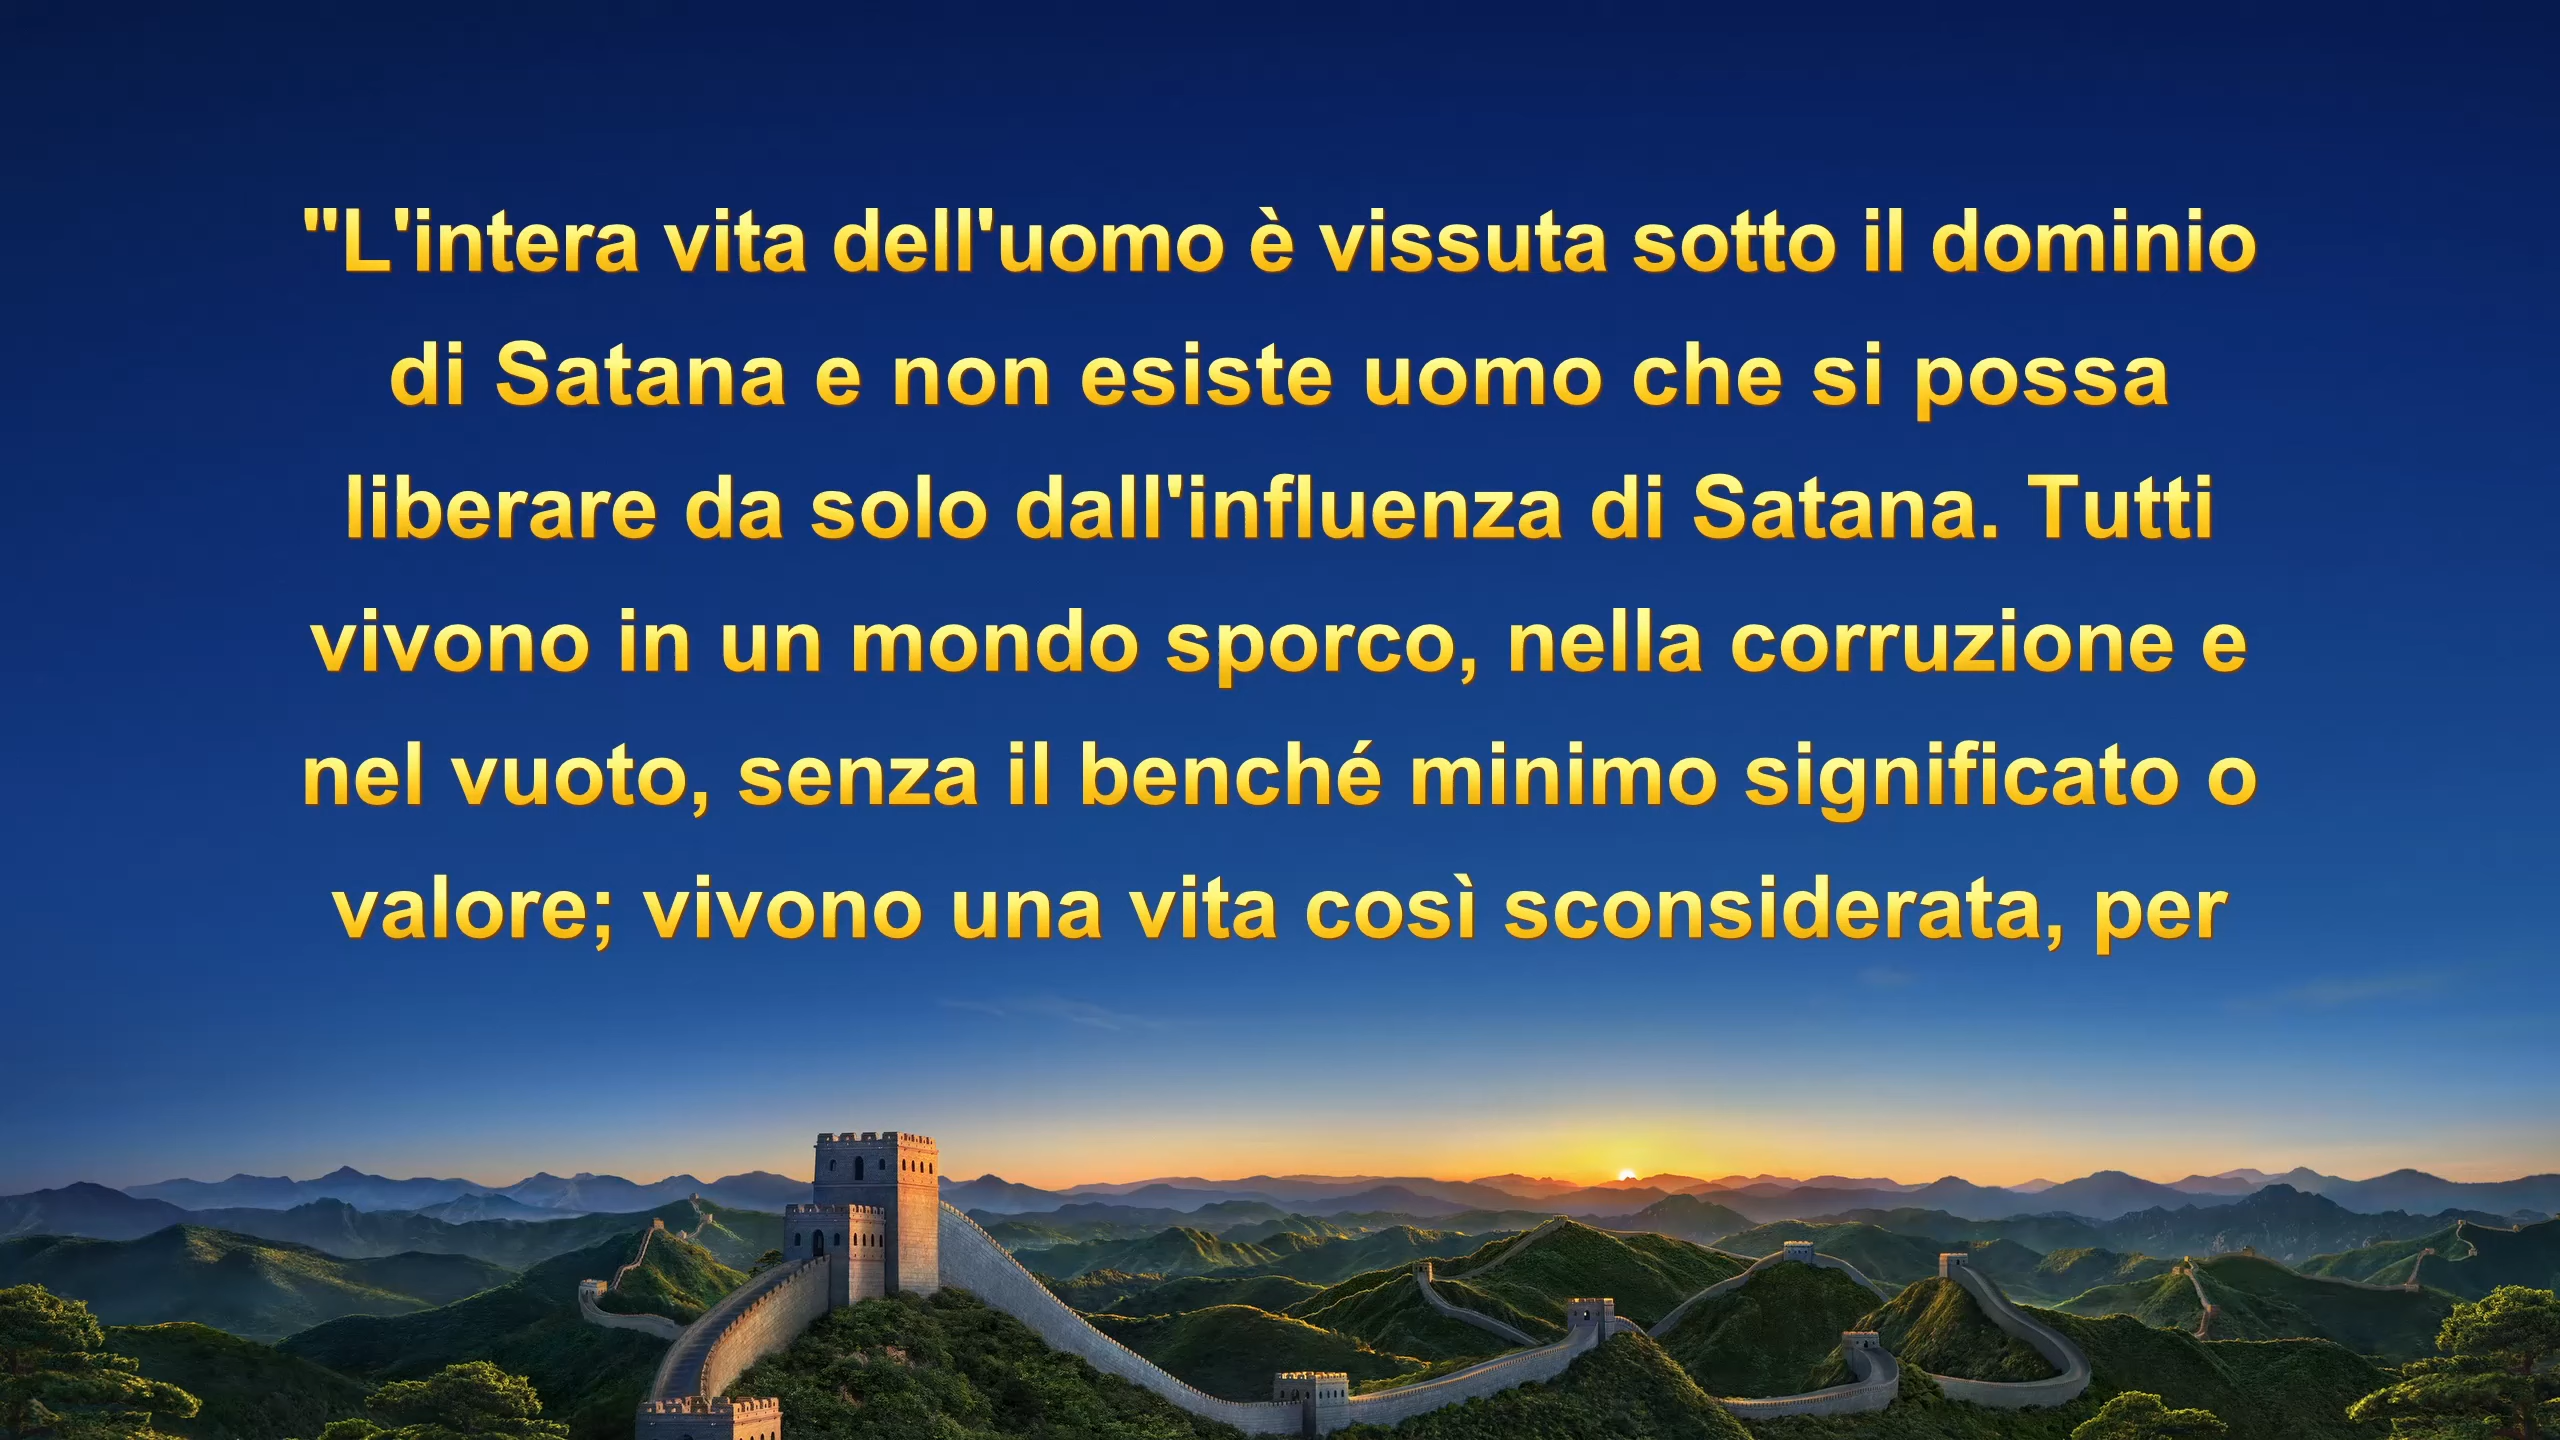 "L'intera vita dell'uomo è vissuta sotto il dominio
di Satana e non esiste uomo che si possa
liberare da solo dall'influenza di Satana. Tutti
vivono in un mondo sporco, nella corruzione e
nel vuoto, senza il benché minimo significato o
valore; vivono una vita così sconsiderata, per